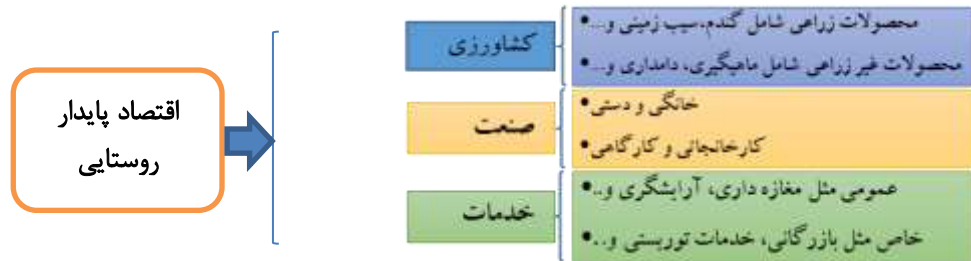 اقتصاد پایدار
روستایی
کشاورزی
محصولات زراعی شامل گندم،سیب زمینی و...•
محصولات غیر زراعی شامل ماهیگیری، دامداری و...•
صنعت
خانگی و دستی•
کارخانجاتی و کارگاهی•
خدمات
عمومی مثل مغازه داری، آرایشگری و..•
خاص مثل بازرگانی، خدمات توریستی و..•